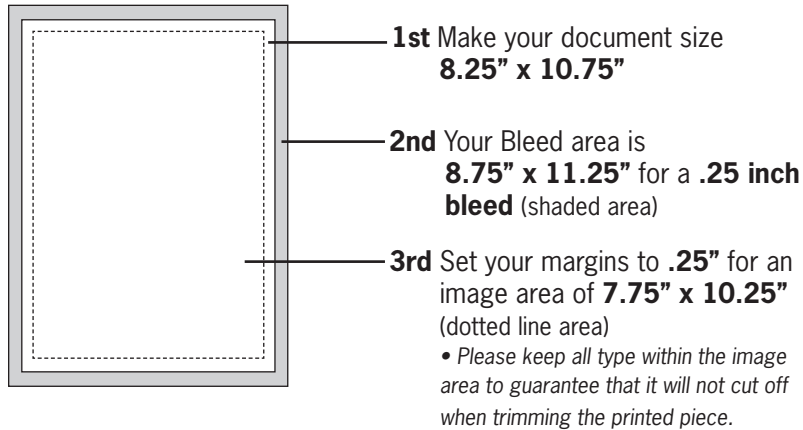 1st Make your document size
8.25” x 10.75”
2nd Your Bleed area is
8.75” x 11.25” for a .25 inch
bleed (shaded area)
3rd Set your margins to .25” for an
image area of 7.75” x 10.25”
(dotted line area)
• Please keep all type within the image
area to guarantee that it will not cut off
when trimming the printed piece.